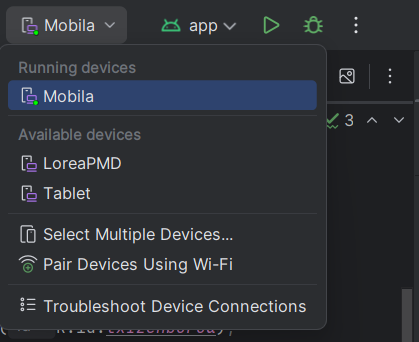 Mobila app
Running devices
Mobila
Available devices
3
LoreaPMD
Tablet
Select Multiple Devices...
Pair Devices Using Wi-Fi
Troubleshoot Device Connections